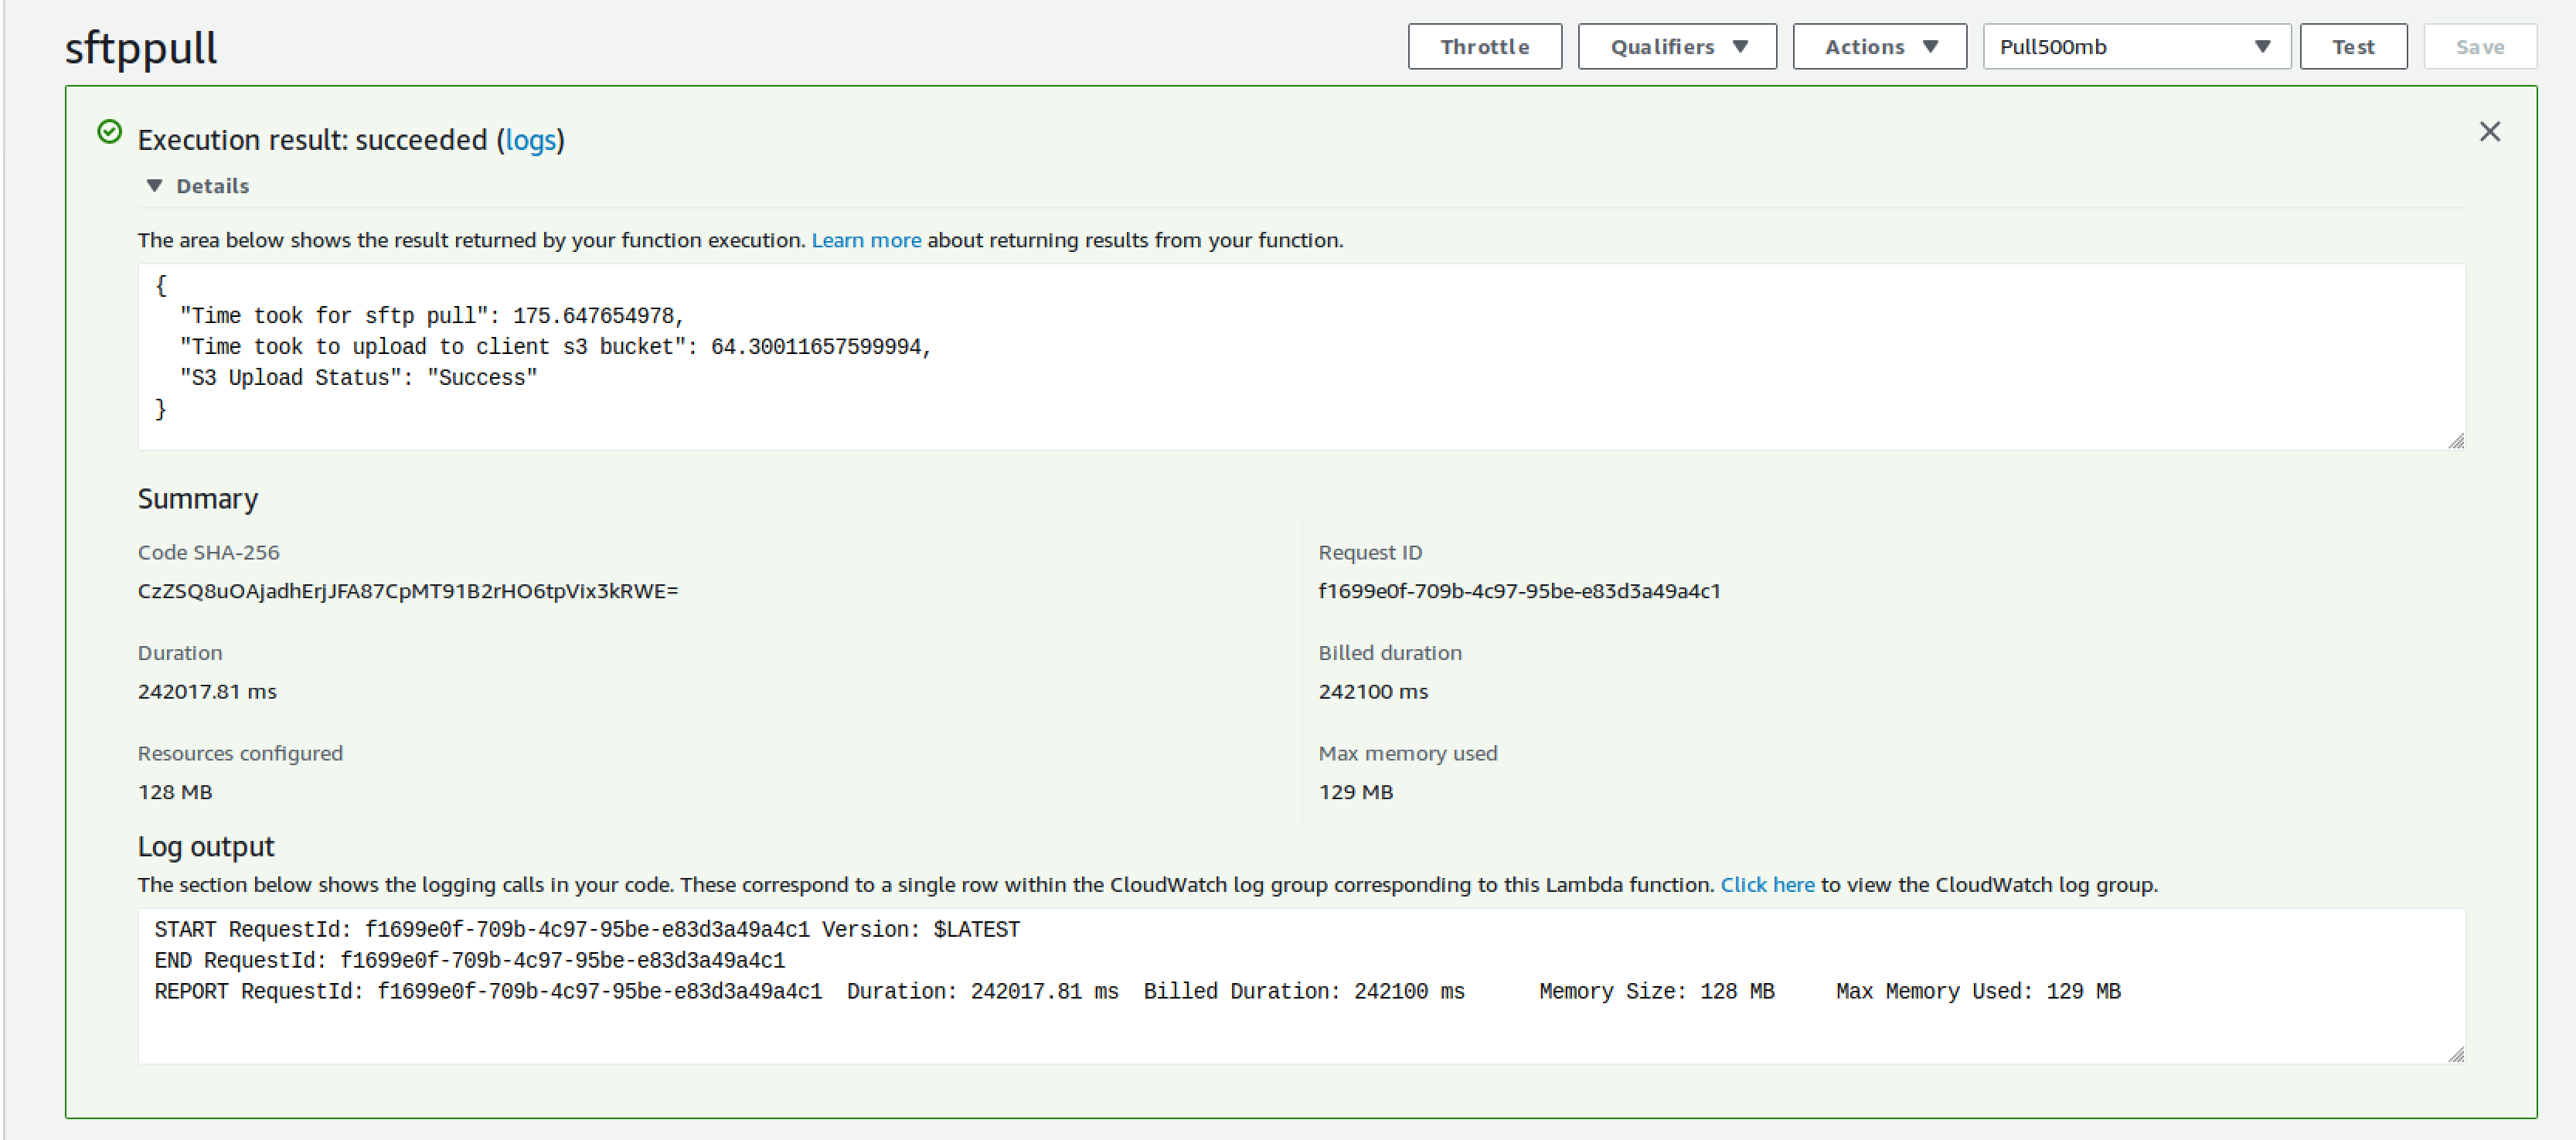 sftppull
Throttle
Qualifiers
Actions
Pull500mb
Test
Save
Execution result: succeeded (logs)
Details
The area below shows the result returned by your function execution. Learn more about returning results from your function.
{
"Time took for sftp pull": 175.647654978,
"Time took to upload to client s3 bucket": 64.30011657599994,
"S3 Upload Status": "Success"
}
Summary
Code SHA-256
CzZSQ8uOAjadhErjJFA87CpMT91B2rHO6tpVix3kRWE=
Request ID
f1699e0f-709b-4c97-95be-e83d3a49a4c1
Duration
242017.81 ms
Billed duration
242100 ms
Resources configured
128 MB
Max memory used
129 MB
Log output
The section below shows the logging calls in your code. These correspond to a single row within the CloudWatch log group corresponding to this Lambda function. Click here to view the CloudWatch log group.
START RequestId: f1699e0f-709b-4c97-95be-e83d3a49a4c1 Version: $LATEST
END RequestId: f1699e0f-709b-4c97-95be-e83d3a49a4c1
REPORT RequestId: f1699e0f-709b-4c97-95be-e83d3a49a4c1 Duration: 242017.81 ms Billed Duration: 242100 ms Memory Size: 128 MB Max Memory Used: 129 MB